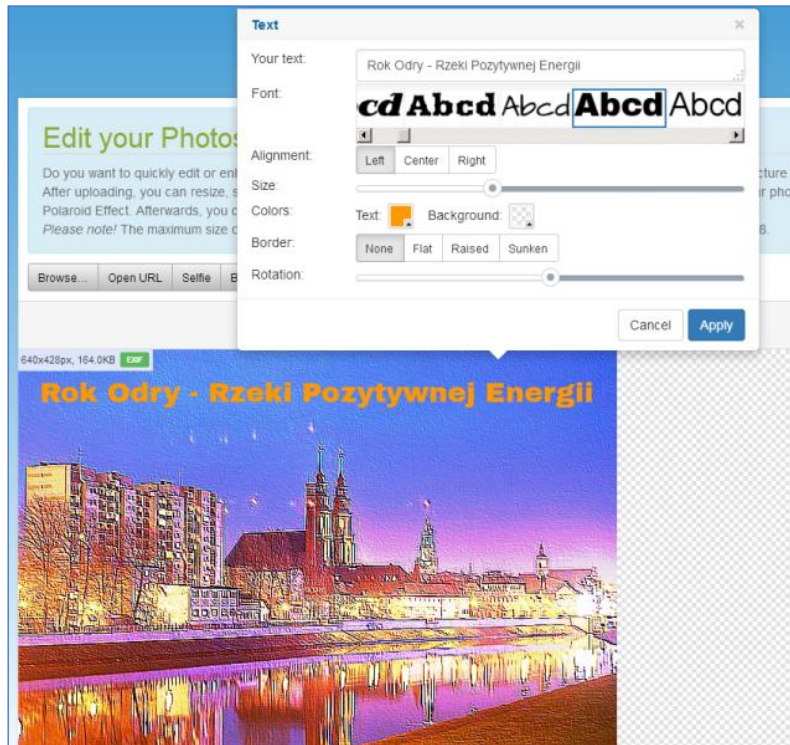 Text ×
Your text: Rok Odry - Rzeki Pozytywnej Energii
Font: cd Abcd Abcd Abcd Abcd
Alignment: Left Center Right
Size:
Colors: Text: Background:
Border: None Flat Raised Sunken
Rotation:
Cancel Apply
Edit your Photos
Do you want to quickly edit or
After uploading, you can resize,
Polaroid Effect. Afterwards, you
Please note! The maximum size
Browse... Open URL Selfie
640x428px, 164.0KB EXIF
Rok Odry - Rzeki Pozytywnej Energii